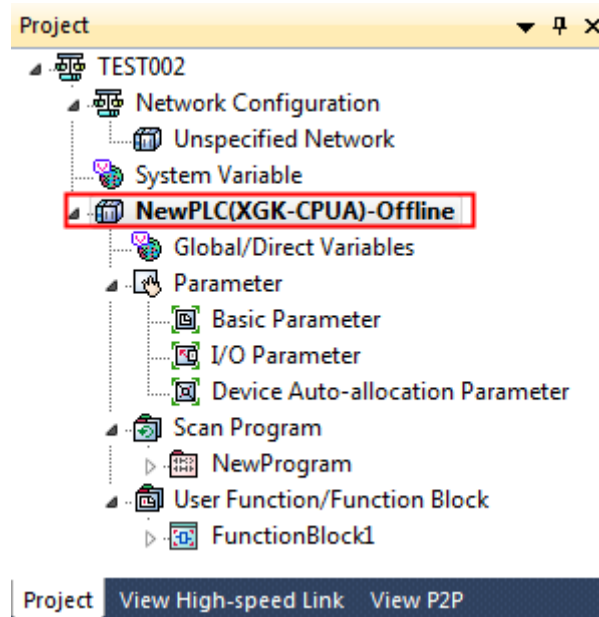 Project
TEST002
Network Configuration
Unspecified Network
System Variable
NewPLC(XGK-CPUA)-Offline
Global/Direct Variables
Parameter
Basic Parameter
I/O Parameter
Device Auto-allocation Parameter
Scan Program
NewProgram
User Function/Function Block
FunctionBlock1
Project View High-speed Link View P2P